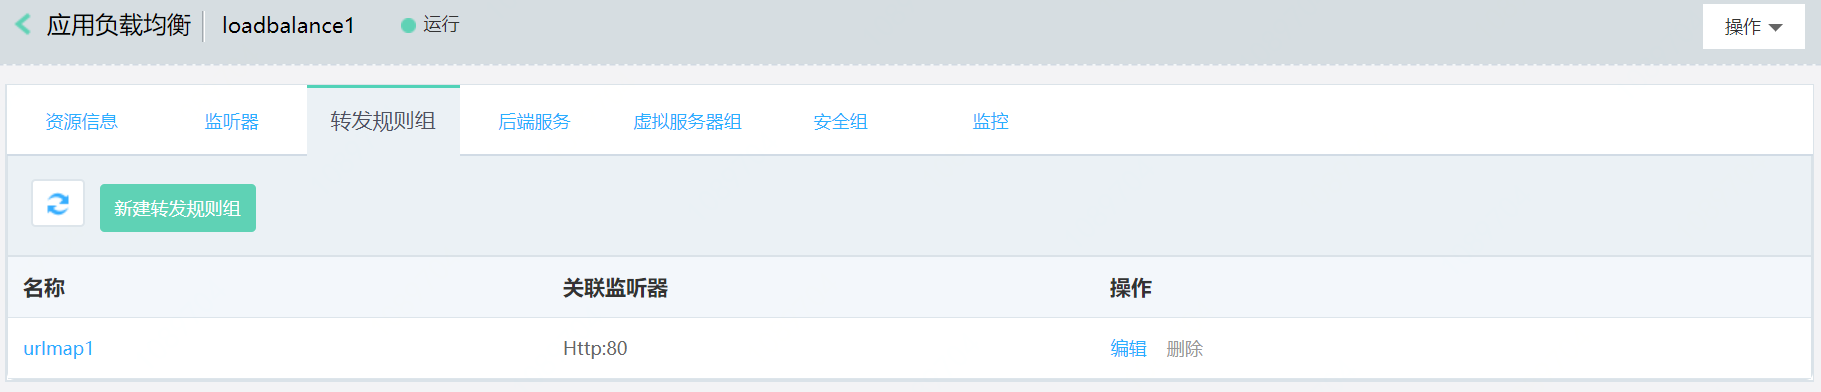 应用负载均衡 loadbalance1 运行 操作
资源信息 监听器 转发规则组 后端服务 虚拟服务器组 安全组 监控
新建转发规则组
名称 关联监听器 操作
urlmap1 Http:80 编辑 删除